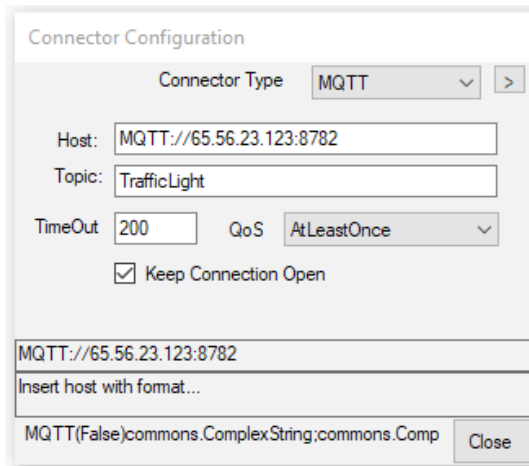 Connector Configuration
Connector Type MQTT >
Host: MQTT://65.56.23.123:8782
Topic: TrafficLight
TimeOut 200 QoS AtLeastOnce
Keep Connection Open
MQTT://65.56.23.123:8782
Insert host with format...
MQTT(False)commons.ComplexString;commons.Comp Close